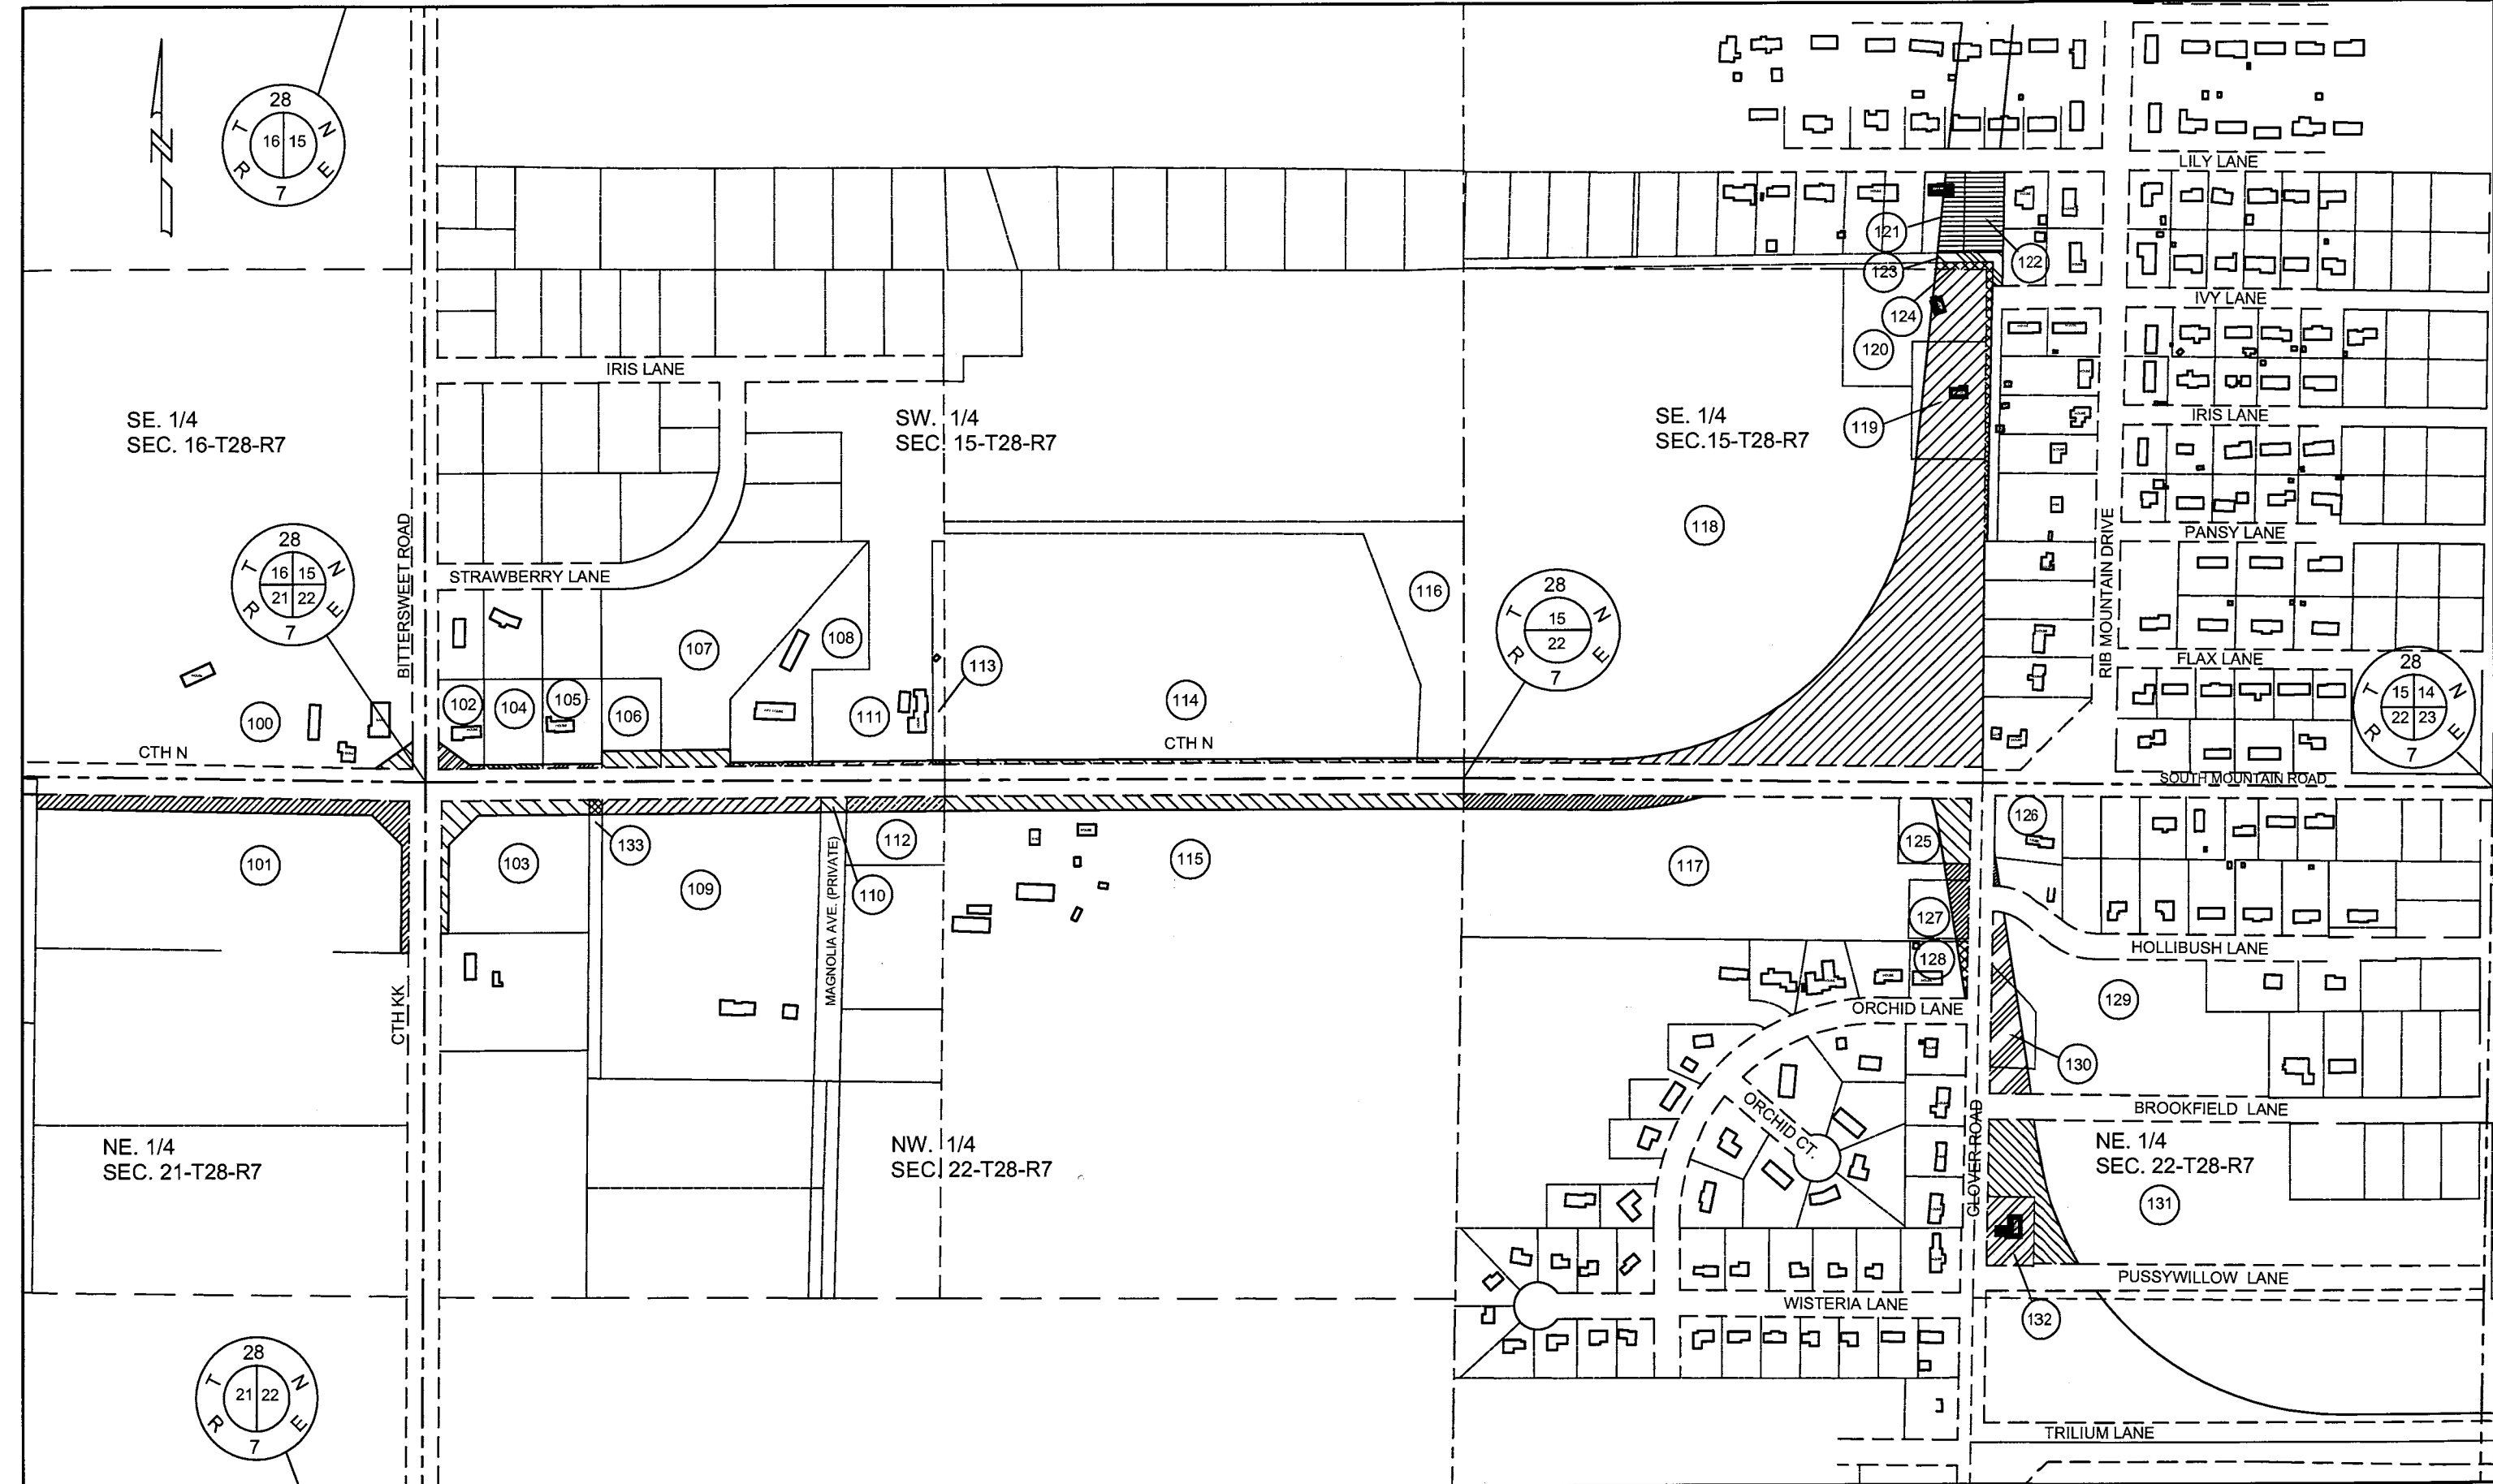 28
T N
16 15
R E
7
LILY LANE
121
122
123
IVY LANE
124
120
IRIS LANE
IRIS LANE
SE. 1/4
SEC. 16-T28-R7
SW. 1/4
SEC. 15-T28-R7
SE. 1/4
SEC.15-T28-R7
119
118
PANSY LANE
BITTERSWEET ROAD
RIB MOUNTAIN DRIVE
28
T N
16 15
21 22
R E
7
STRAWBERRY LANE
116
28
T N
15
22
R E
7
107
108
113
FLAX LANE
28
T N
15 14
22 23
R E
7
100
102
104
105
106
111
114
CTH N
CTH N
SOUTH MOUNTAIN ROAD
101
103
133
109
MAGNOLIA AVE. (PRIVATE)
110
112
115
117
125
126
127
128
HOLLIBUSH LANE
129
ORCHID LANE
CTH KK
130
ORCHID CT.
BROOKFIELD LANE
GLOVER ROAD
NE. 1/4
SEC. 21-T28-R7
NW. 1/4
SEC. 22-T28-R7
NE. 1/4
SEC. 22-T28-R7
131
PUSSYWILLOW LANE
WISTERIA LANE
132
28
T N
21 22
R E
7
TRILIUM LANE